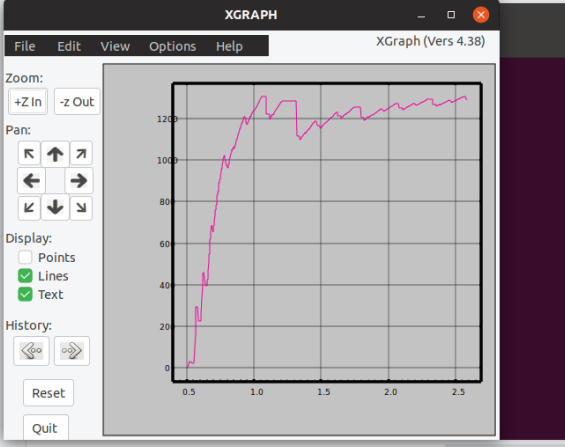 XGRAPH
File Edit View Options Help
XGraph (Vers 4.38)
Zoom:
+Z In
-z Out
Pan:
Display:
Points
Lines
Text
History:
Reset
Quit
1200
1000
800
600
400
200
0
0.5 1.0 1.5 2.0 2.5